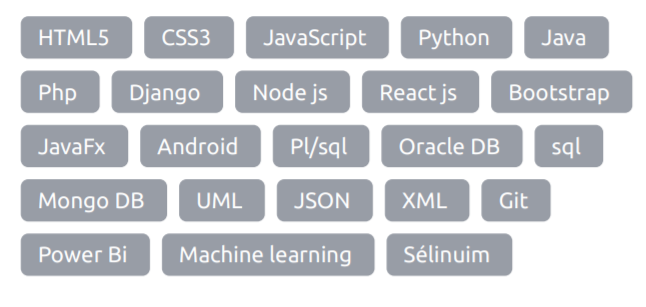 HTML5 CSS3 JavaScript Python Java
Php Django Node js React js Bootstrap
JavaFx Android Pl/sql Oracle DB sql
Mongo DB UML JSON XML Git
Power Bi Machine learning Sélinuim